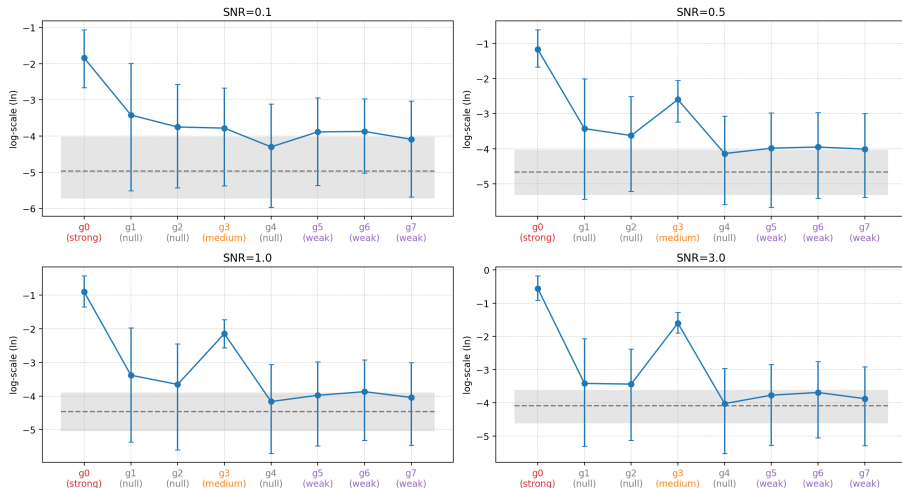 SNR=0.1
log-scale (ln)
−1
−2
−3
−4
−5
−6
g0 g1 g2 g3 g4 g5 g6 g7
(strong) (null) (null) (medium) (null) (weak) (weak) (weak)
SNR=0.5
log-scale (ln)
−1
−2
−3
−4
−5
g0 g1 g2 g3 g4 g5 g6 g7
(strong) (null) (null) (medium) (null) (weak) (weak) (weak)
SNR=1.0
log-scale (ln)
−1
−2
−3
−4
−5
g0 g1 g2 g3 g4 g5 g6 g7
(strong) (null) (null) (medium) (null) (weak) (weak) (weak)
SNR=3.0
log-scale (ln)
0
−1
−2
−3
−4
−5
g0 g1 g2 g3 g4 g5 g6 g7
(strong) (null) (null) (medium) (null) (weak) (weak) (weak)